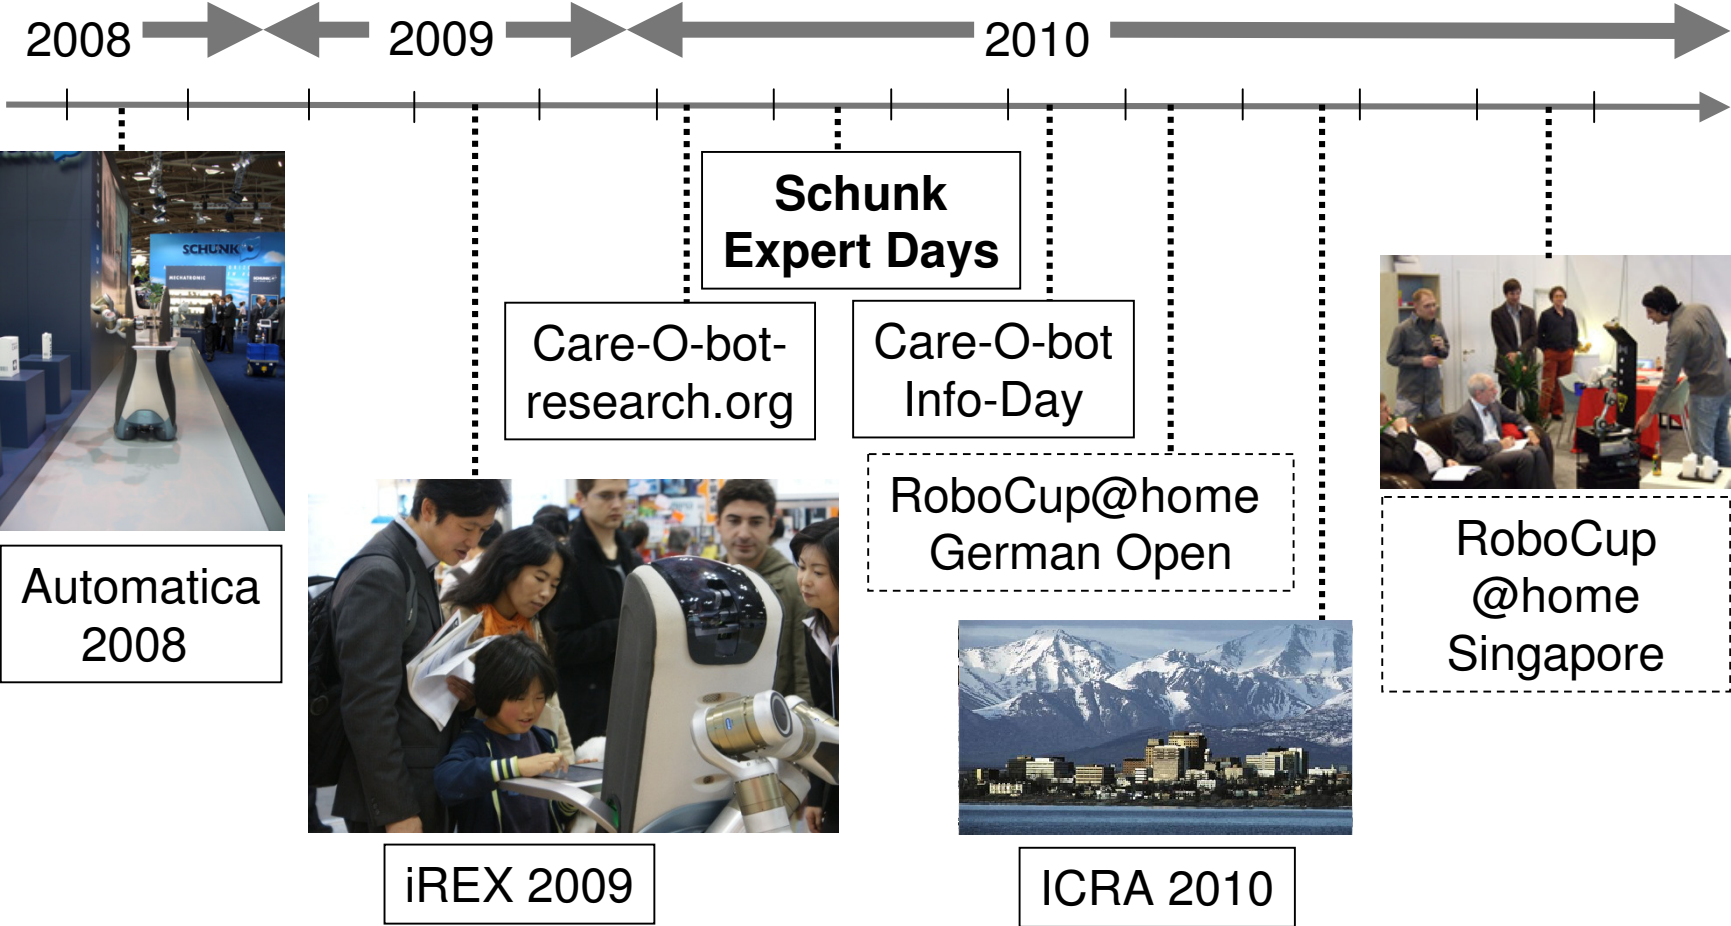 2008
2009
2010
SCHUNK
MECHATRONIC
Schunk
Expert Days
Care-O-bot-
research.org
Care-O-bot
Info-Day
RoboCup@home
German Open
RoboCup
@home
Singapore
Automatica
2008
iREX 2009
ICRA 2010